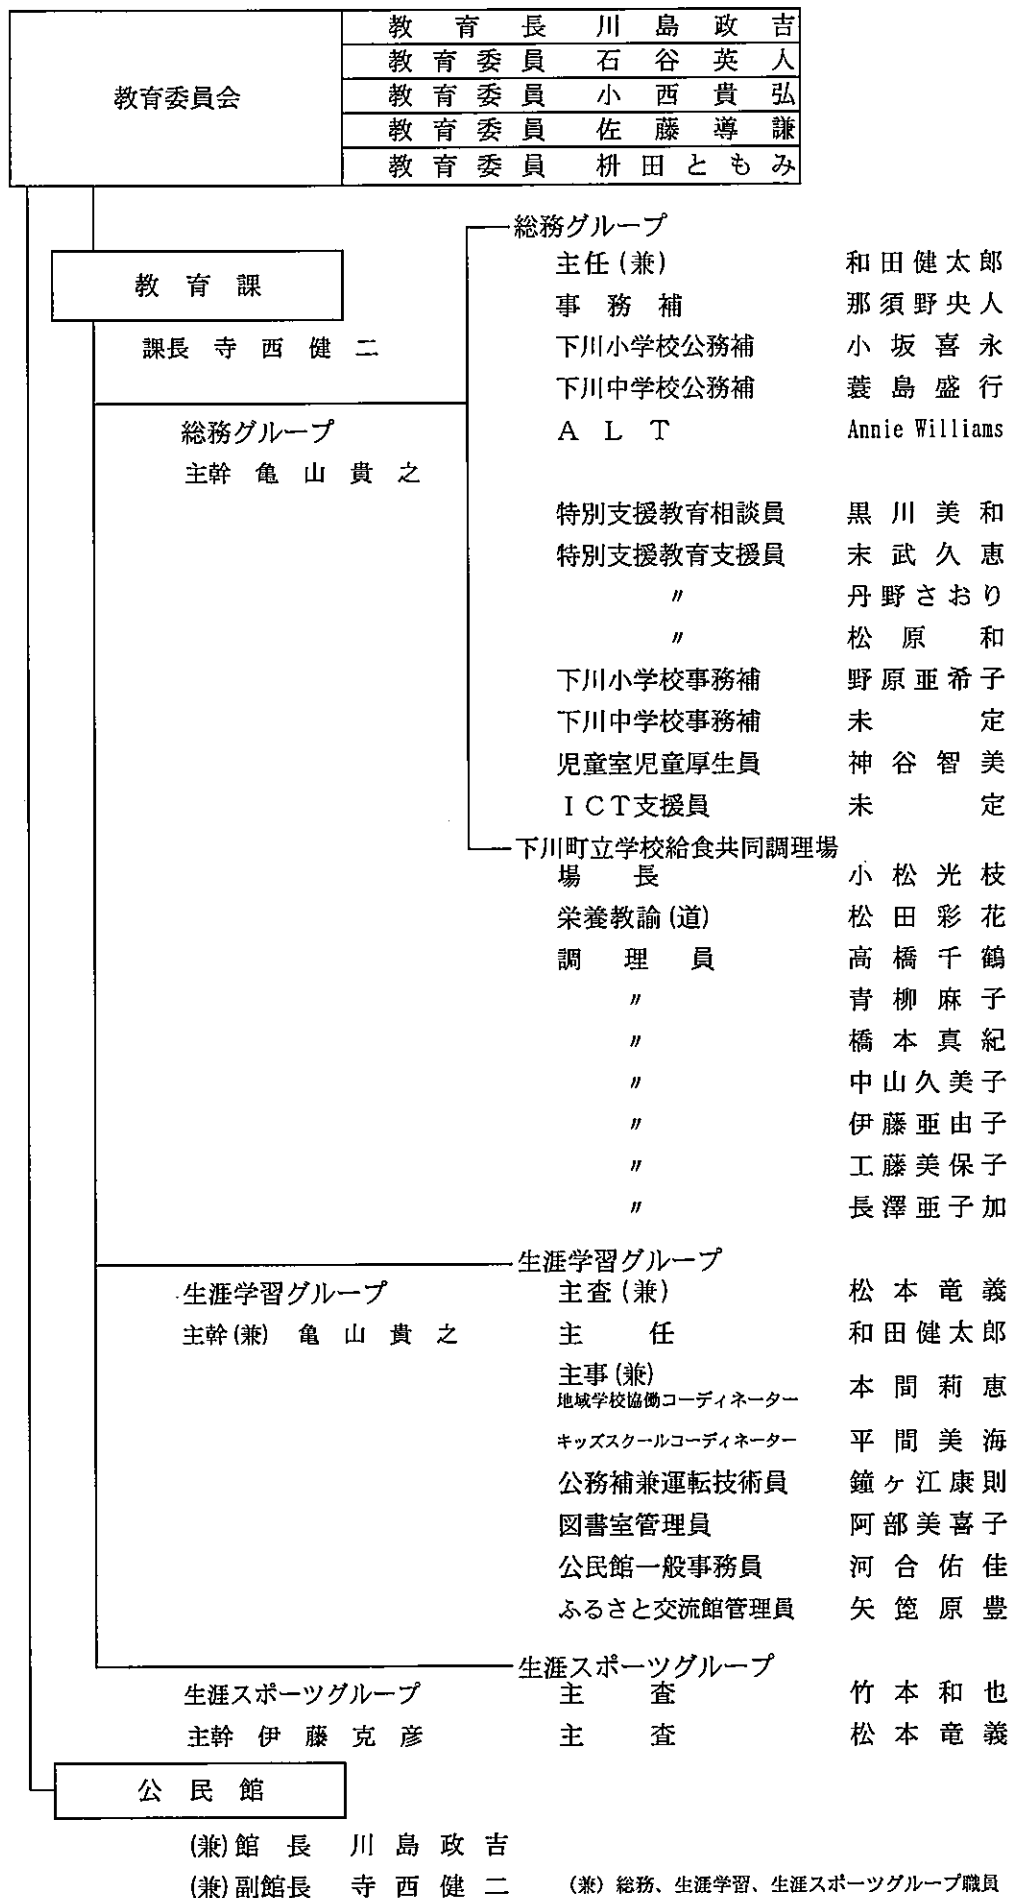 教育委員会
教育長 川島政吉
教育委員 石谷英人
教育委員 小西貴弘
教育委員 佐藤導謙
教育委員 枡田ともみ
教育課
課長 寺西健二
総務グループ
主幹 亀山貴之
総務グループ
主任(兼) 和田健太郎
事務補 那須野央人
下川小学校公務補 小坂喜永
下川中学校公務補 蓑島盛行
ALT Annie Williams
特別支援教育相談員 黒川美和
特別支援教育支援員 末武久恵
〃 丹野さおり
〃 松原和
下川小学校事務補 野原亜希子
下川中学校事務補 未定
児童室児童厚生員 神谷智美
ICT支援員 未定
下川町立学校給食共同調理場
場長 小松光枝
栄養教諭(道) 松田彩花
調理員 高橋千鶴
〃 青柳麻子
〃 橋本真紀
〃 中山久美子
〃 伊藤亜由子
〃 工藤美保子
〃 長澤亜子加
生涯学習グループ
主幹(兼) 亀山貴之
生涯学習グループ
主査(兼) 松本竜義
主任 和田健太郎
主事(兼)
地域学校協働コーディネーター 本間莉恵
キッズスクールコーディネーター 平間美海
公務補兼運転技術員 鐘ヶ江康則
図書室管理員 阿部美喜子
公民館一般事務員 河合佑佳
ふるさと交流館管理員 矢箆原豊
生涯スポーツグループ
主幹 伊藤克彦
生涯スポーツグループ
主査 竹本和也
主査 松本竜義
公民館
(兼)館長 川島政吉
(兼)副館長 寺西健二 (兼) 総務、生涯学習、生涯スポーツグループ職員